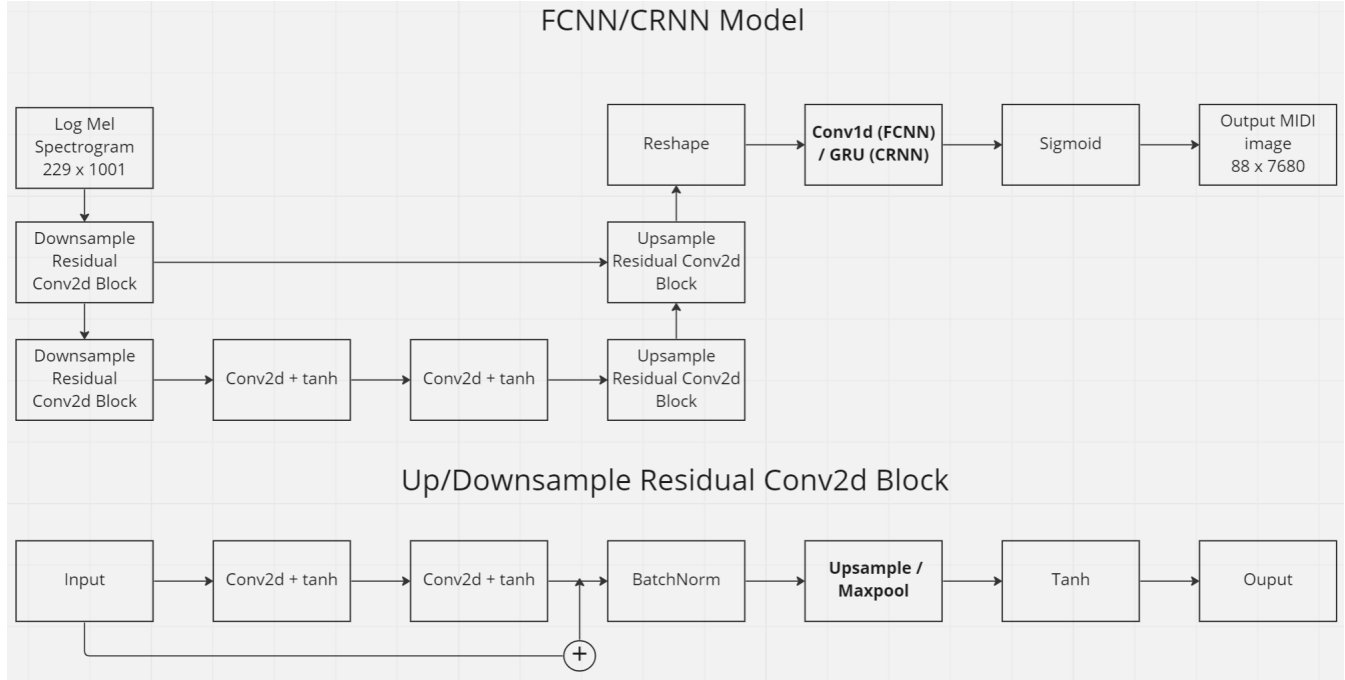 FCNN/CRNN Model
Log Mel
Spectrogram
229 x 1001
Reshape
Conv1d (FCNN)
/ GRU (CRNN)
Sigmoid
Output MIDI
image
88 x 7680
Downsample
Residual
Conv2d Block
Upsample
Residual Conv2d
Block
Downsample
Residual
Conv2d Block
Conv2d + tanh
Conv2d + tanh
Upsample
Residual Conv2d
Block
Up/Downsample Residual Conv2d Block
Input
Conv2d + tanh
Conv2d + tanh
BatchNorm
Upsample /
Maxpool
Tanh
Ouput
+